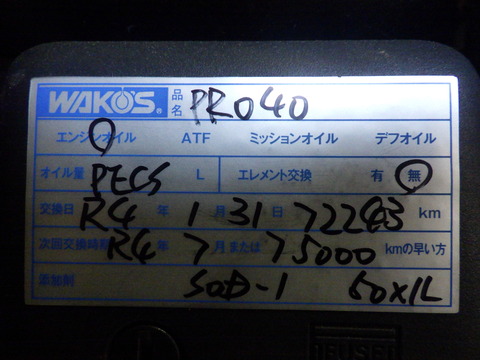 WAKO'S® 品名 PRO40
エンジンオイル ATF ミッションオイル デフオイル
オイル量 PECS L エレメント交換 有 無
交換日 R4 年 1 月 31 日 72243 km
次回交換時期 R4 年 7 月または 75000 kmの早い方
添加剤 SOD-1 60x1L